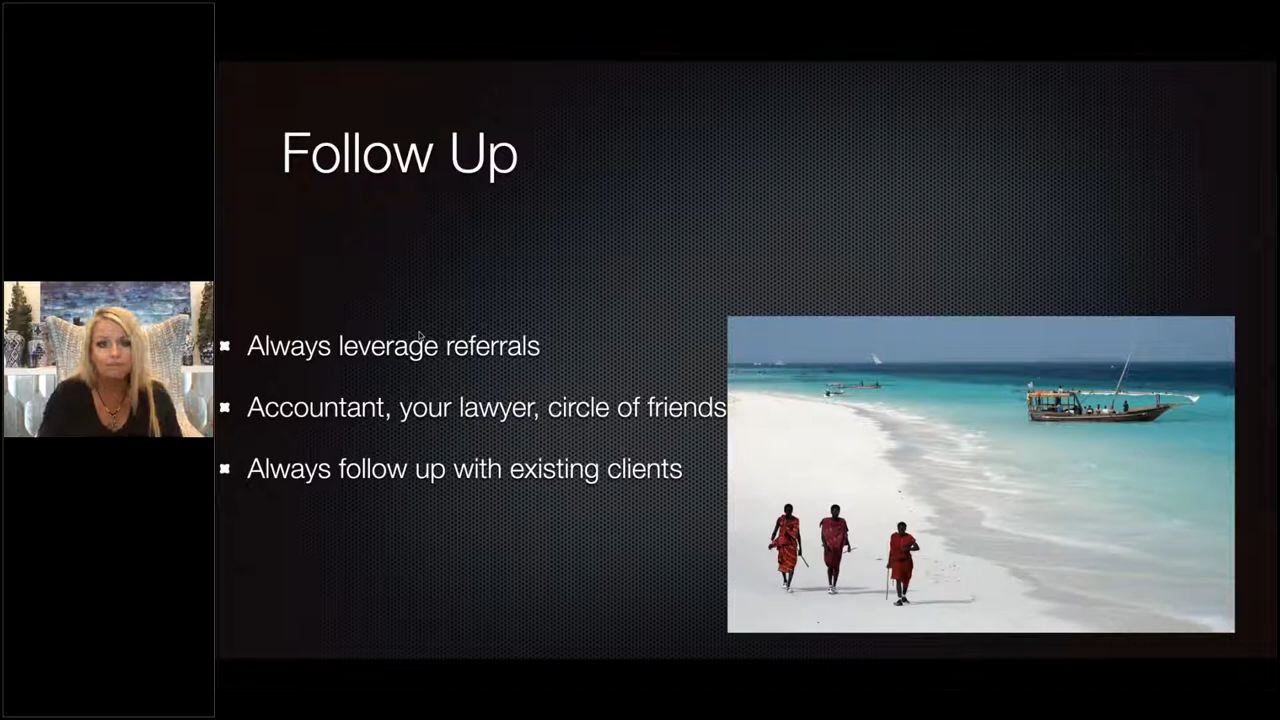 Follow Up
Always leverage referrals
Accountant, your lawyer, circle of friends
Always follow up with existing clients